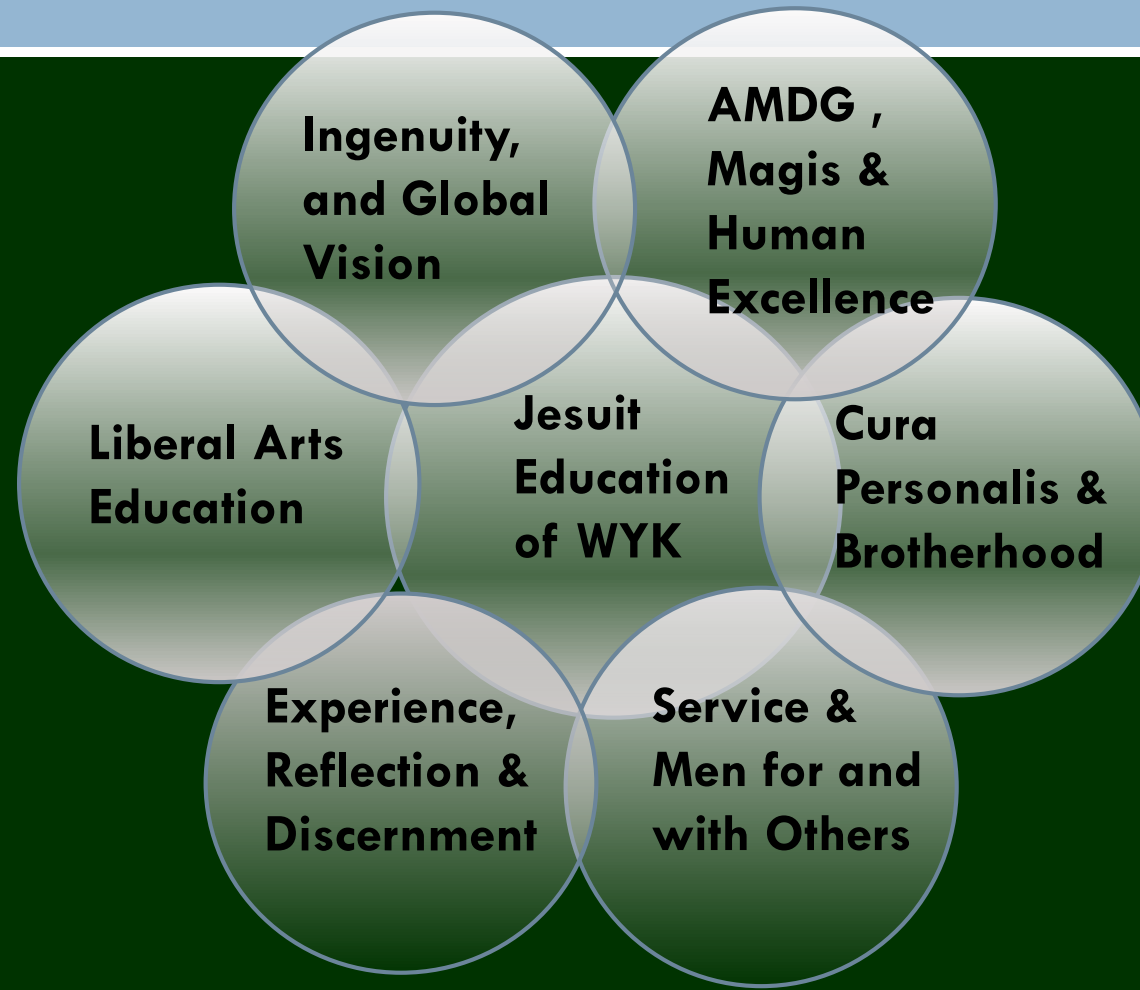 Ingenuity,
and Global
Vision
AMDG ,
Magis &
Human
Excellence
Liberal Arts
Education
Jesuit
Education
of WYK
Cura
Personalis &
Brotherhood
Experience,
Reflection &
Discernment
Service &
Men for and
with Others